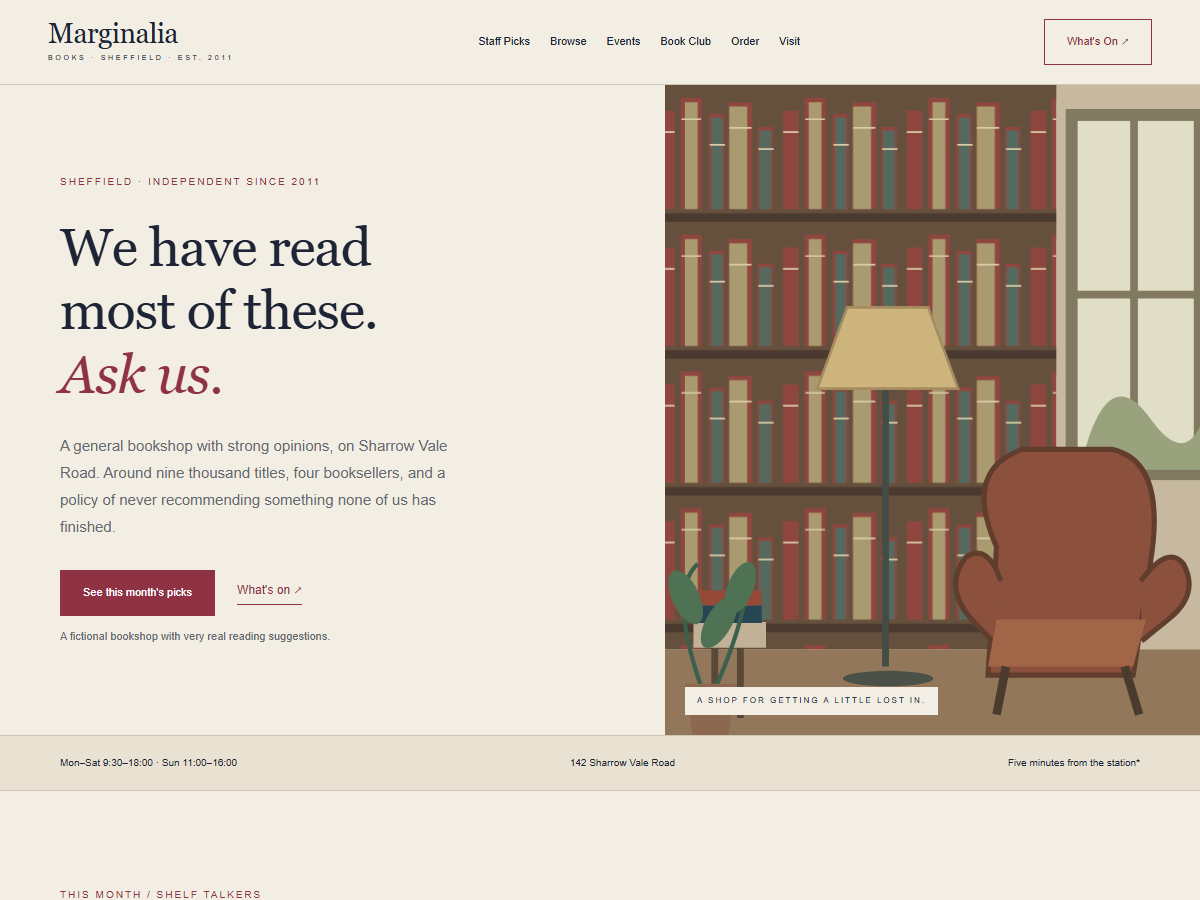 Marginalia
BOOKS · SHEFFIELD · EST. 2011
Staff Picks Browse Events Book Club Order Visit
What's On ↗
SHEFFIELD · INDEPENDENT SINCE 2011
We have read
most of these.
Ask us.
A general bookshop with strong opinions, on Sharrow Vale
Road. Around nine thousand titles, four booksellers, and a
policy of never recommending something none of us has
finished.
See this month's picks
What's on ↗
A fictional bookshop with very real reading suggestions.
A SHOP FOR GETTING A LITTLE LOST IN.
Mon–Sat 9:30–18:00 · Sun 11:00–16:00
142 Sharrow Vale Road
Five minutes from the station*
THIS MONTH / SHELF TALKERS